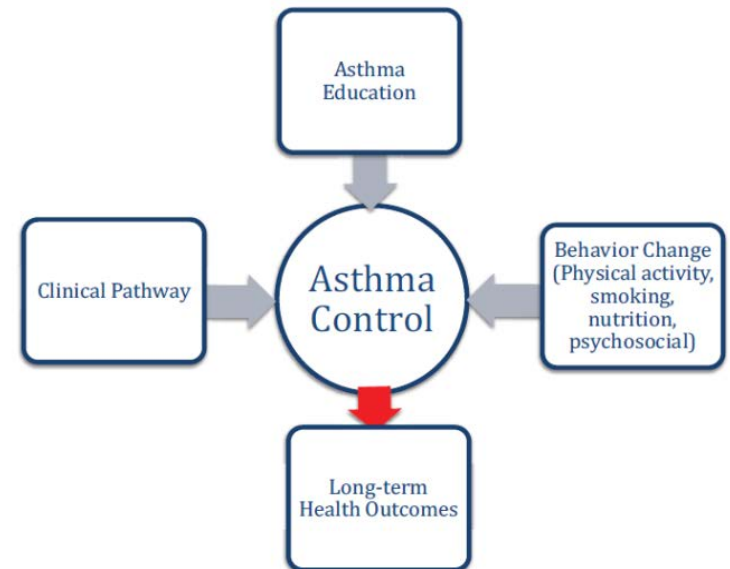 Asthma
Education
Clinical Pathway
Asthma
Control
Behavior Change
(Physical activity,
smoking,
nutrition,
psychosocial)
Long-term
Health Outcomes